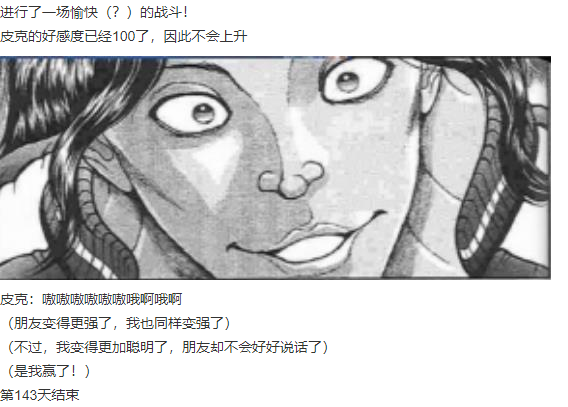 进行了一场愉快（？）的战斗！
皮克的好感度已经100了，因此不会上升
皮克：嗷嗷嗷嗷嗷嗷哦啊哦啊
（朋友变得更强了，我也同样变强了）
（不过，我变得更加聪明了，朋友却不会好好说话了）
（是我赢了！）
第143天结束